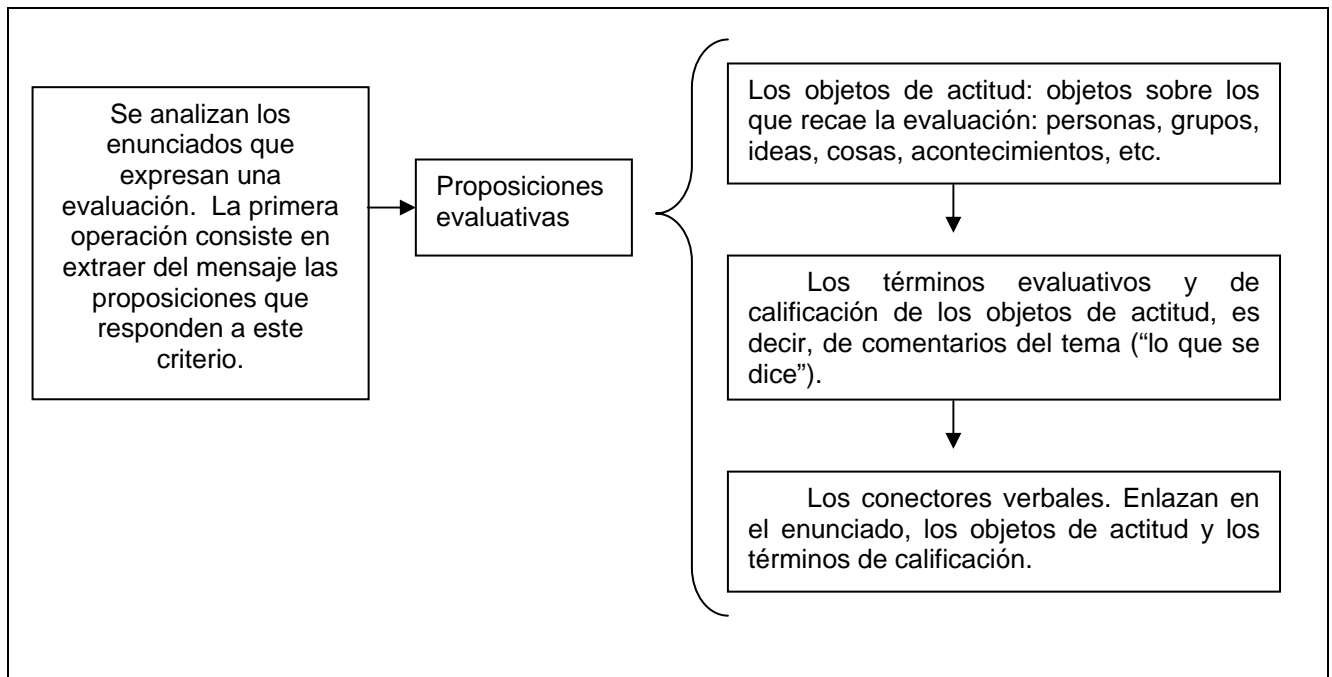 Se analizan los
enunciados que
expresan una
evaluación. La primera
operación consiste en
extraer del mensaje las
proposiciones que
responden a este
criterio.
Proposiciones
evaluativas
Los objetos de actitud: objetos sobre los
que recae la evaluación: personas, grupos,
ideas, cosas, acontecimientos, etc.
Los términos evaluativos y de
calificación de los objetos de actitud, es
decir, de comentarios del tema (“lo que se
dice”).
Los conectores verbales. Enlazan en
el enunciado, los objetos de actitud y los
términos de calificación.